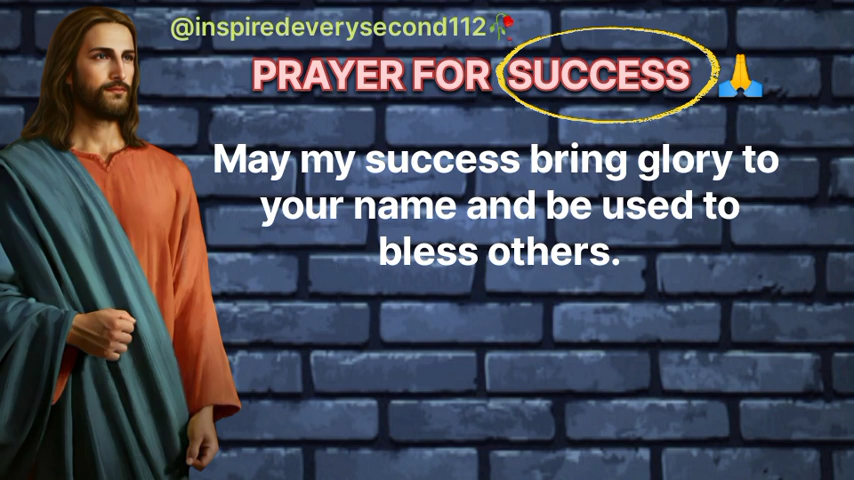 @inspiredeverysecond112🥀
PRAYER FOR SUCCESS 🙏
May my success bring glory to
your name and be used to
bless others.